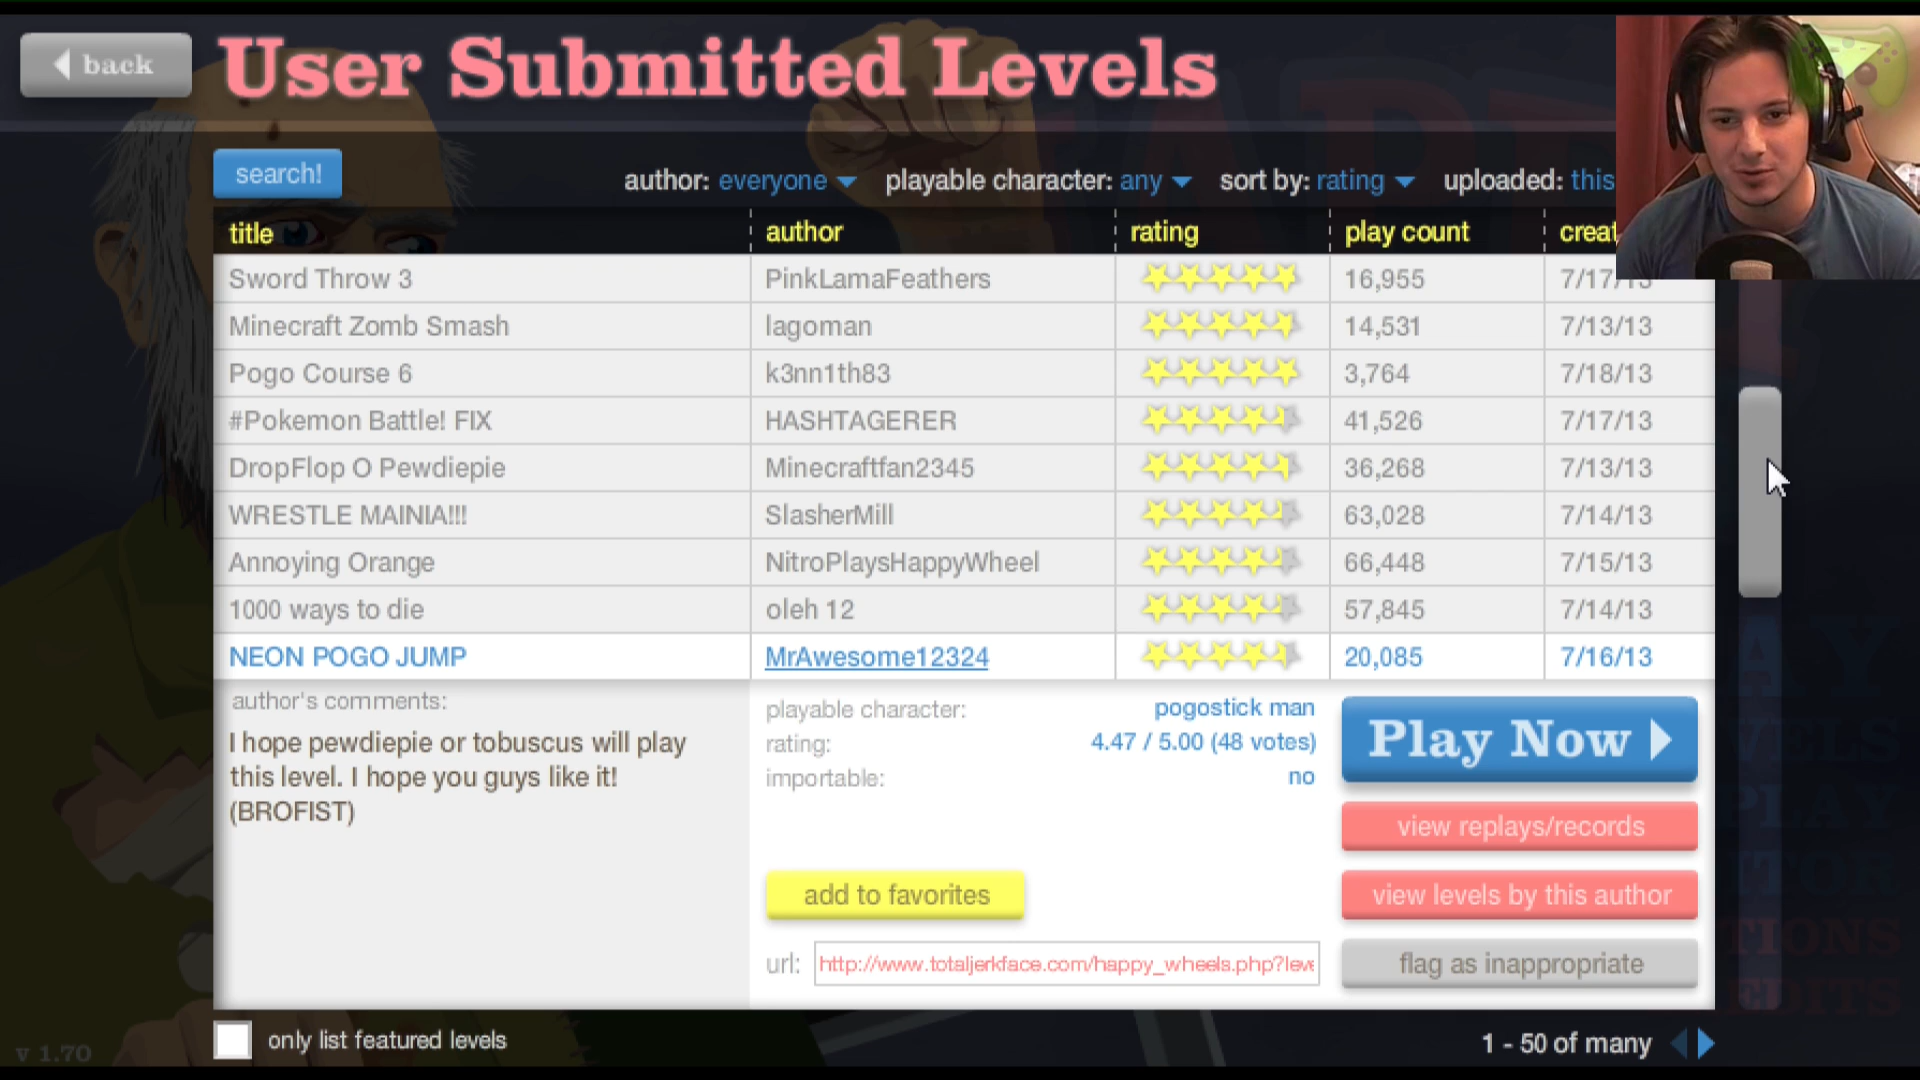 back
User Submitted Levels
search!
author: everyone playable character: any sort by: rating uploaded: this
title author rating play count
Sword Throw 3 PinkLamaFeathers 16,955
Minecraft Zomb Smash lagoman 14,531 7/13/13
Pogo Course 6 k3nn1th83 3,764 7/18/13
#Pokemon Battle! FIX HASHTAGERER 41,526 7/17/13
DropFlop O Pewdiepie Minecraftfan2345 36,268 7/13/13
WRESTLE MAINIA!!! SlasherMill 63,028 7/14/13
Annoying Orange NitroPlaysHappyWheel 66,448 7/15/13
1000 ways to die oleh 12 57,845 7/14/13
NEON POGO JUMP MrAwesome12324 20,085 7/16/13
author's comments:
I hope pewdiepie or tobuscus will play
this level. I hope you guys like it!
(BROFIST)
playable character: pogostick man
rating: 4.47 / 5.00 (48 votes)
importable: no
Play Now
view replays/records
add to favorites
view levels by this author
url: http://www.totaljerkface.com/happy_wheels.php?leve
flag as inappropriate
only list featured levels
1 - 50 of many
v 1.70